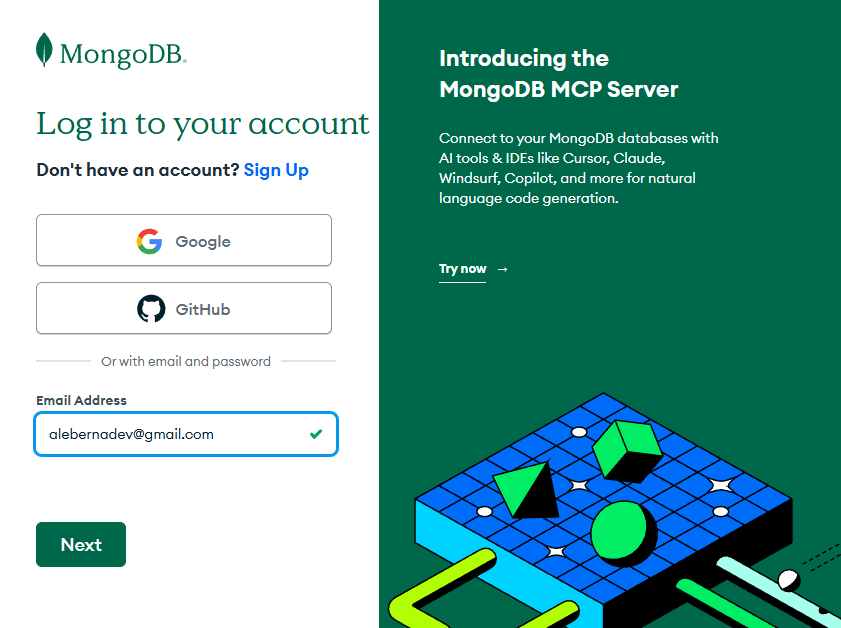 MongoDB
Log in to your account
Don't have an account? Sign Up
Google
GitHub
Or with email and password
Email Address
alebernadev@gmail.com
Next
Introducing the
MongoDB MCP Server
Connect to your MongoDB databases with
AI tools & IDEs like Cursor, Claude,
Windsurf, Copilot, and more for natural
language code generation.
Try now →